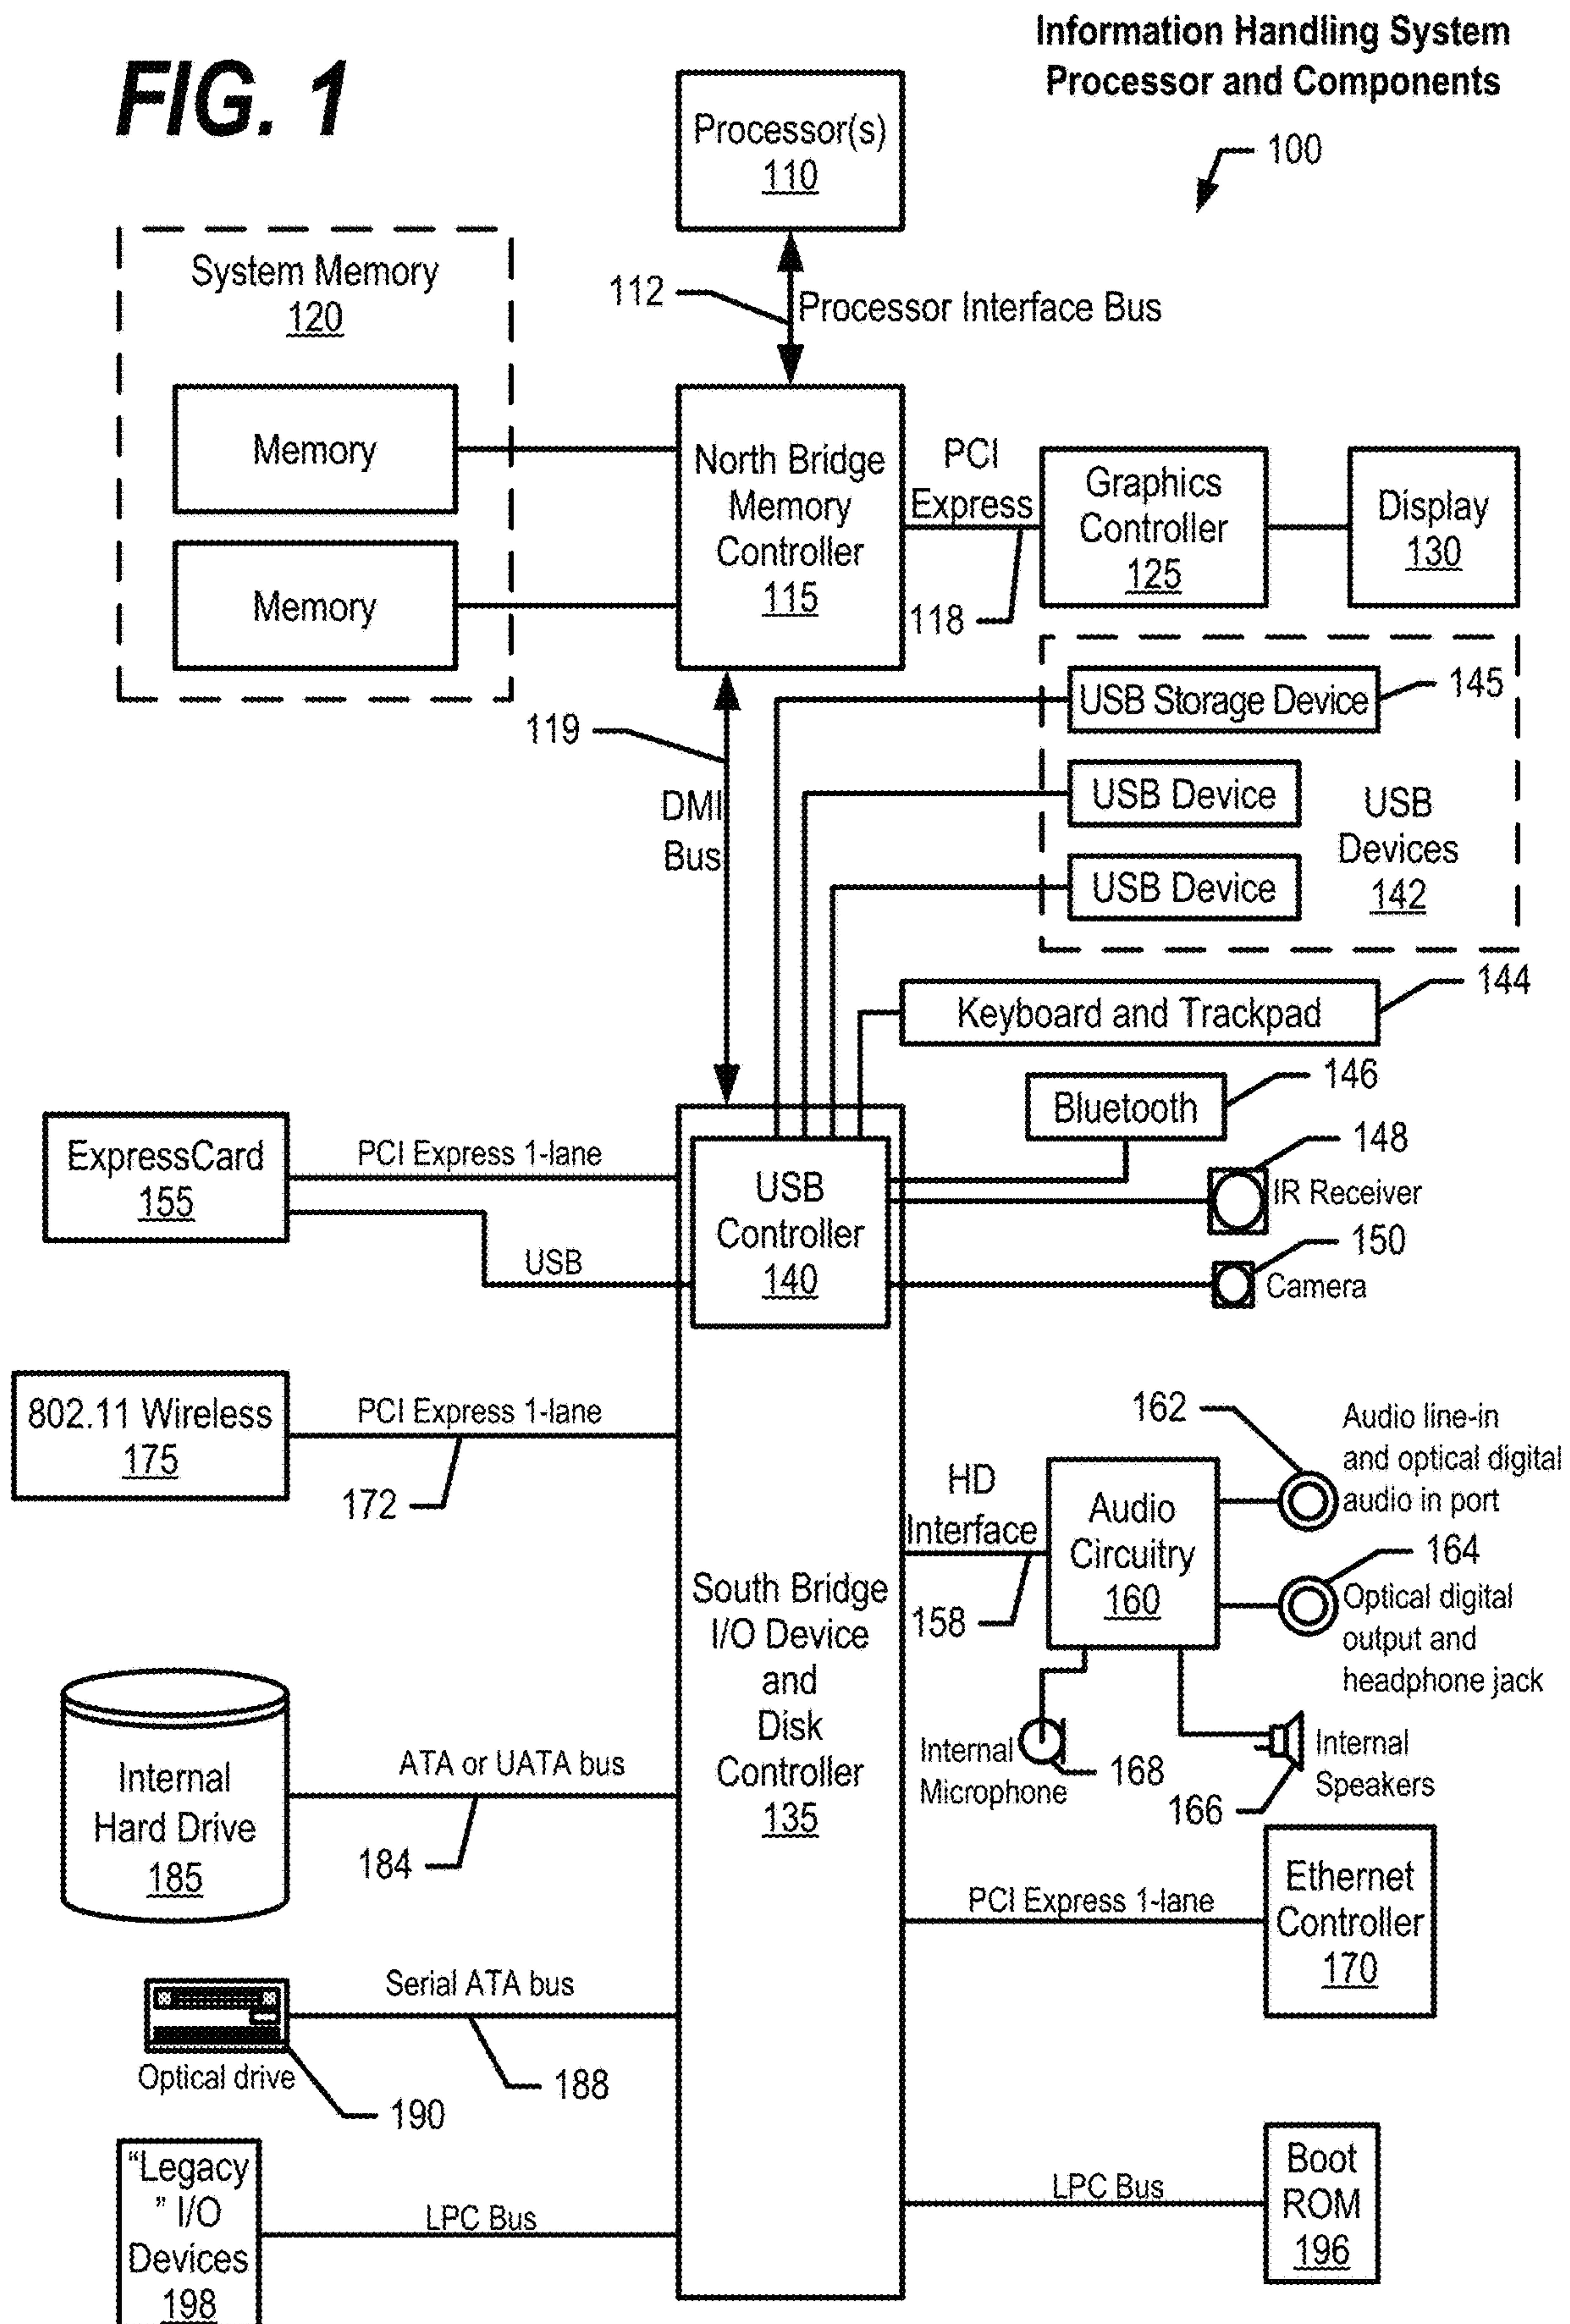 Information Handling System
Processor and Components
FIG. 1
100
Processor(s)
110
System Memory
120
112
Processor Interface Bus
Memory
Memory
North Bridge
Memory
Controller
115
PCI
Express
118
Graphics
Controller
125
Display
130
119
DMI
Bus
USB Storage Device
145
USB Device
USB Device
USB
Devices
142
Keyboard and Trackpad
144
Bluetooth
146
148
IR Receiver
150
Camera
ExpressCard
155
PCI Express 1-lane
USB
USB
Controller
140
802.11 Wireless
175
PCI Express 1-lane
172
162
Audio line-in
and optical digital
audio in port
HD
Interface
158
Audio
Circuitry
160
164
Optical digital
output and
headphone jack
South Bridge
I/O Device
and
Disk
Controller
135
Internal
Microphone
168
Internal
Speakers
166
Internal
Hard Drive
185
ATA or UATA bus
184
PCI Express 1-lane
Ethernet
Controller
170
Serial ATA bus
188
Optical drive
190
“Legacy
” I/O
Devices
198
LPC Bus
LPC Bus
Boot
ROM
196